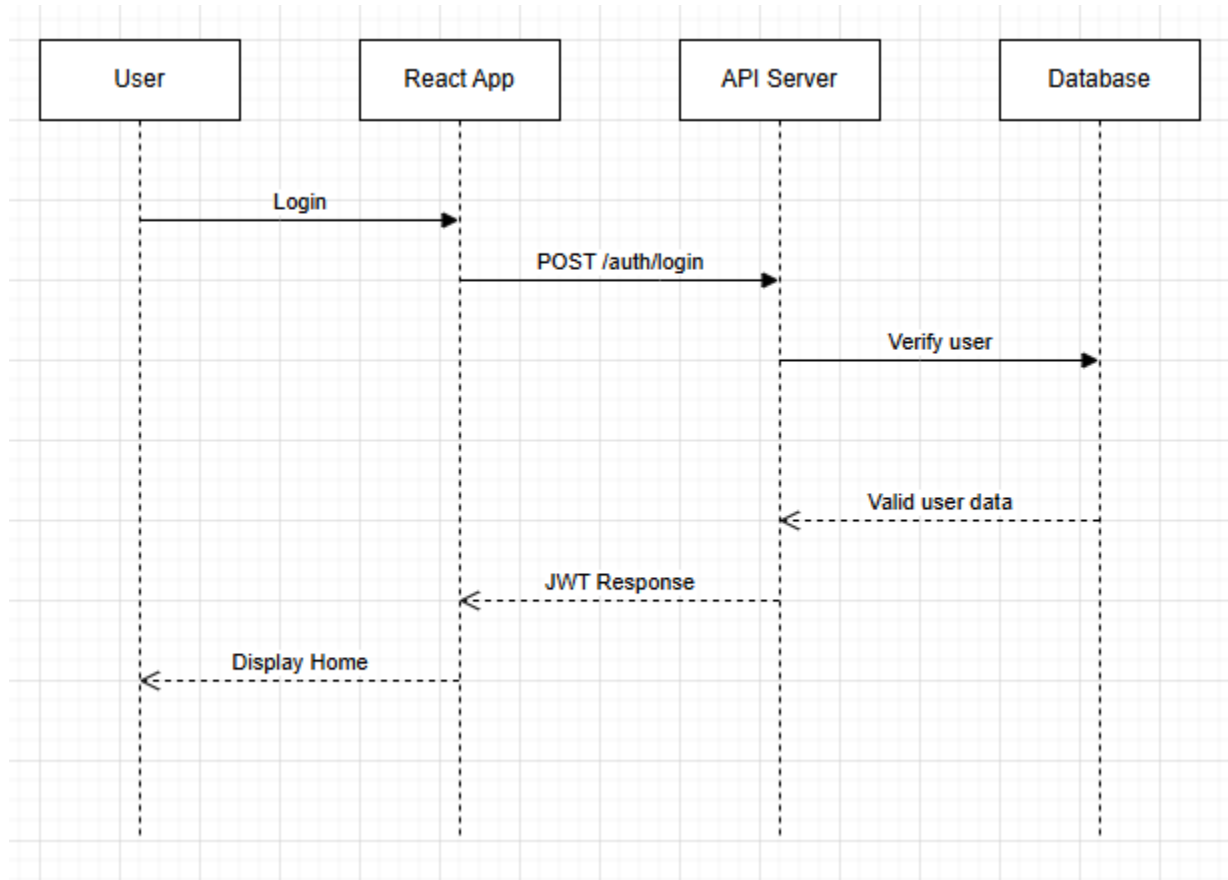 User
React App
API Server
Database
Login
POST /auth/login
Verify user
Valid user data
JWT Response
Display Home